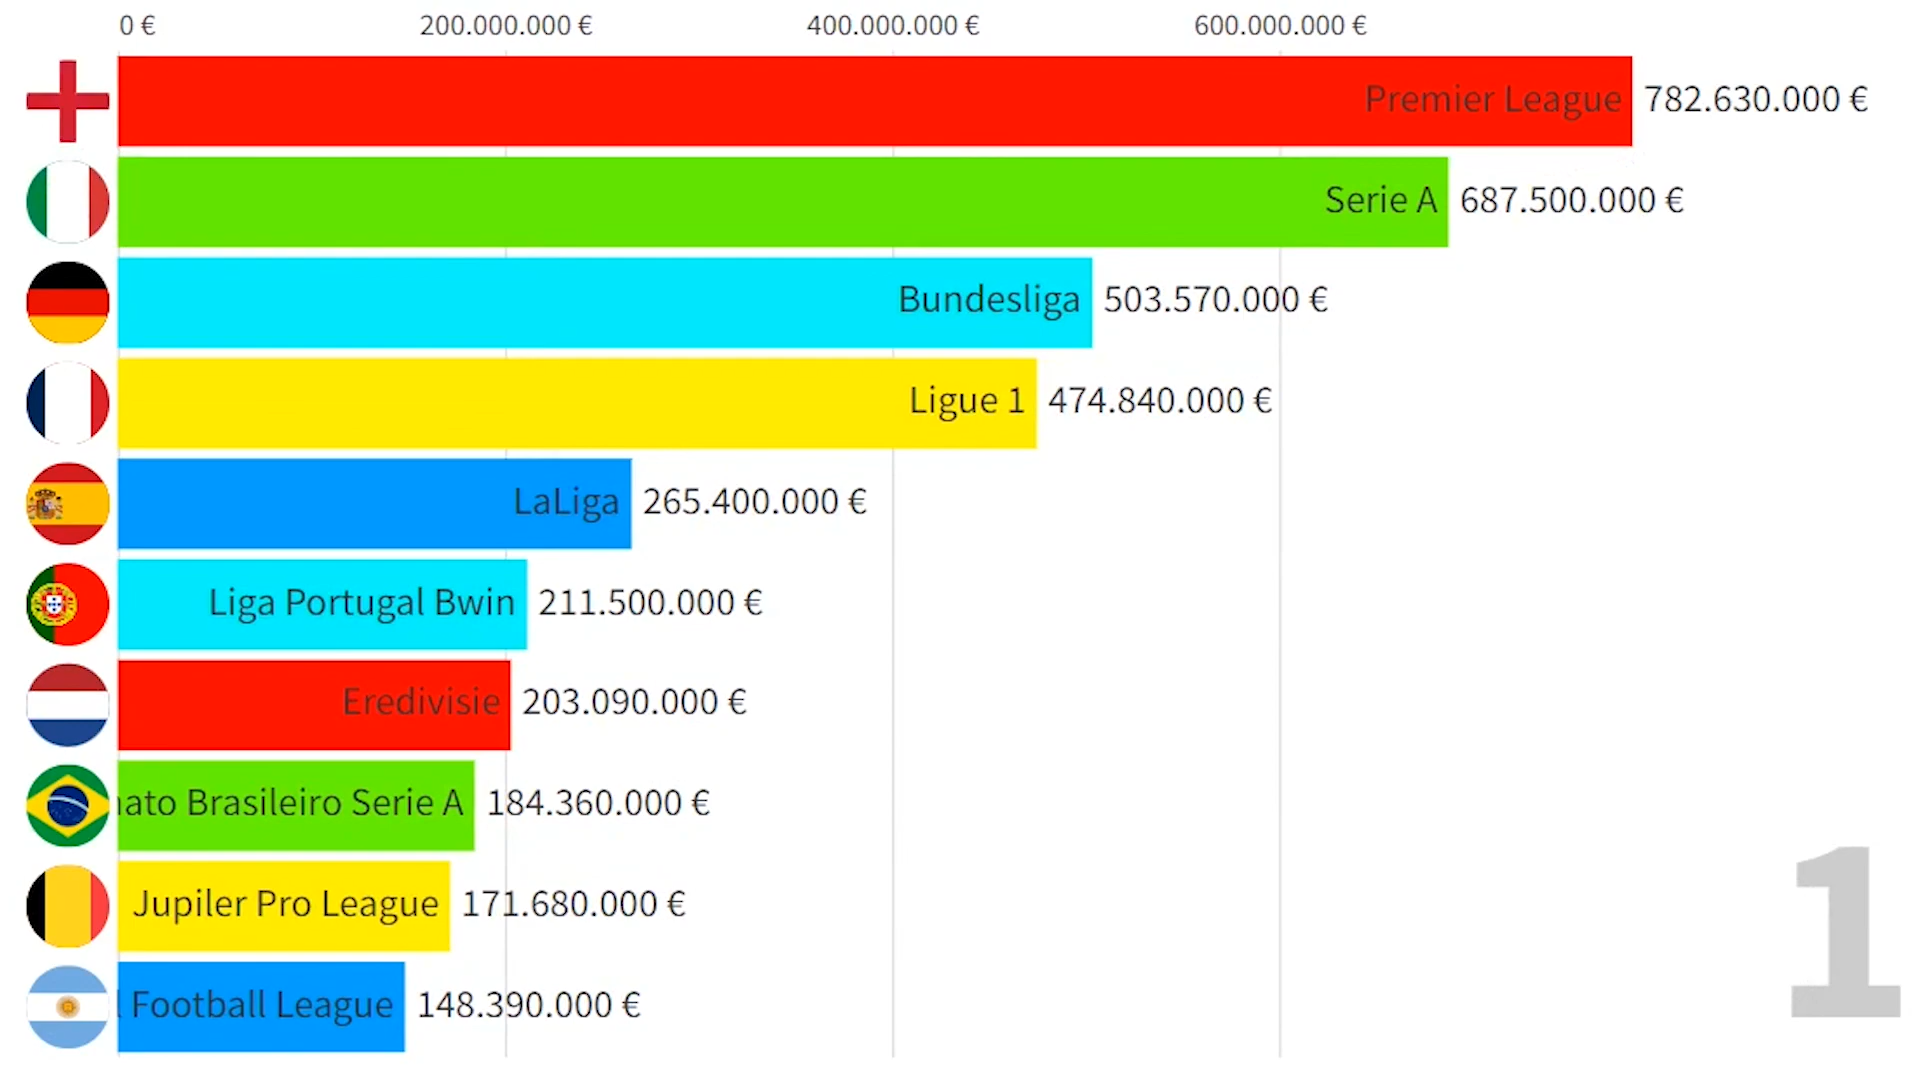 0 € 200.000.000 € 400.000.000 € 600.000.000 €
Premier League 782.630.000 €
Serie A 687.500.000 €
Bundesliga 503.570.000 €
Ligue 1 474.840.000 €
LaLiga 265.400.000 €
Liga Portugal Bwin 211.500.000 €
Eredivisie 203.090.000 €
Brasileiro Serie A 184.360.000 €
Jupiler Pro League 171.680.000 €
Football League 148.390.000 €
1